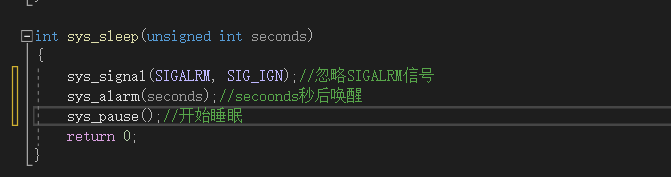 int sys_sleep(unsigned int seconds)
{
sys_signal(SIGALRM, SIG_IGN);//忽略SIGALRM信号
sys_alarm(seconds);//secoonds秒后唤醒
sys_pause();//开始睡眠
return 0;
}